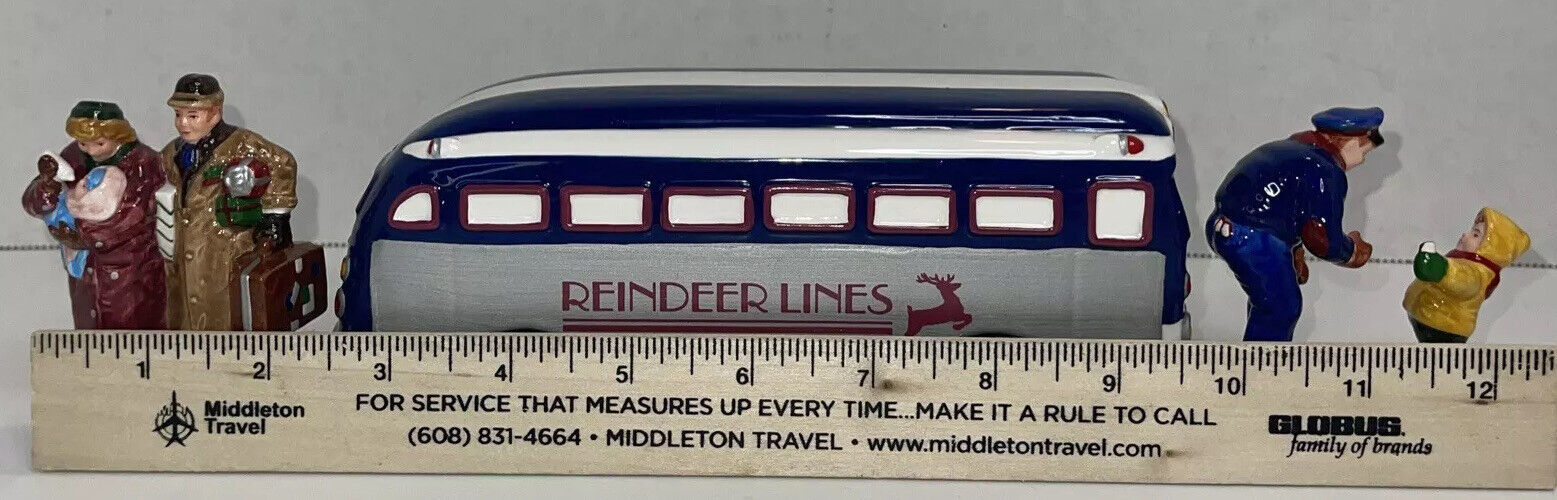 REINDEER LINES
1 2 3 4 5 6 7 8 9 10 11 12
Middleton
Travel
FOR SERVICE THAT MEASURES UP EVERY TIME...MAKE IT A RULE TO CALL
(608) 831-4664 • MIDDLETON TRAVEL • www.middletontravel.com
GLOBUS.
family of brands